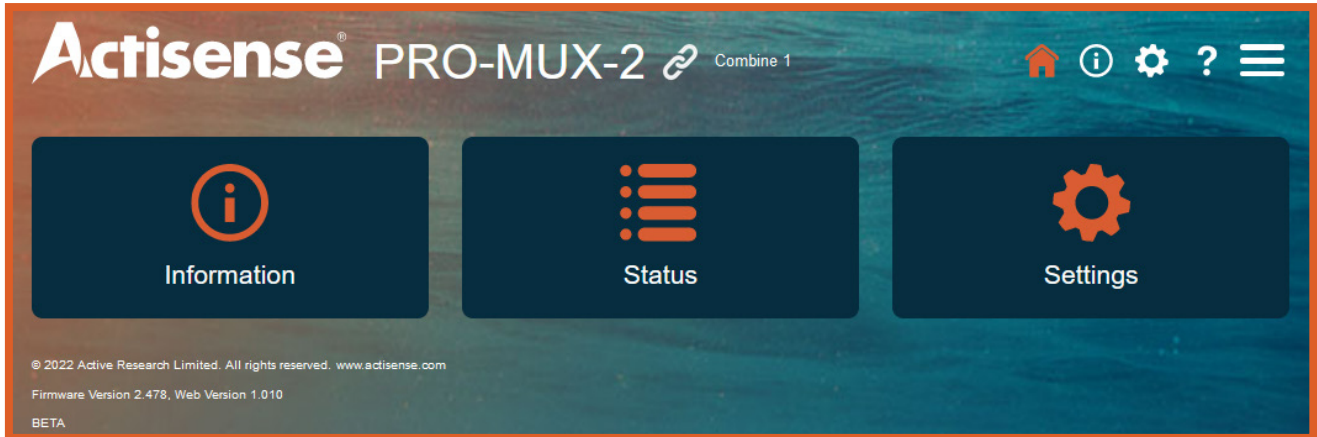 Actisense® PRO-MUX-2 Combine 1 ?
Information
Status
Settings
© 2022 Active Research Limited. All rights reserved. www.actisense.com
Firmware Version 2.478, Web Version 1.010
BETA